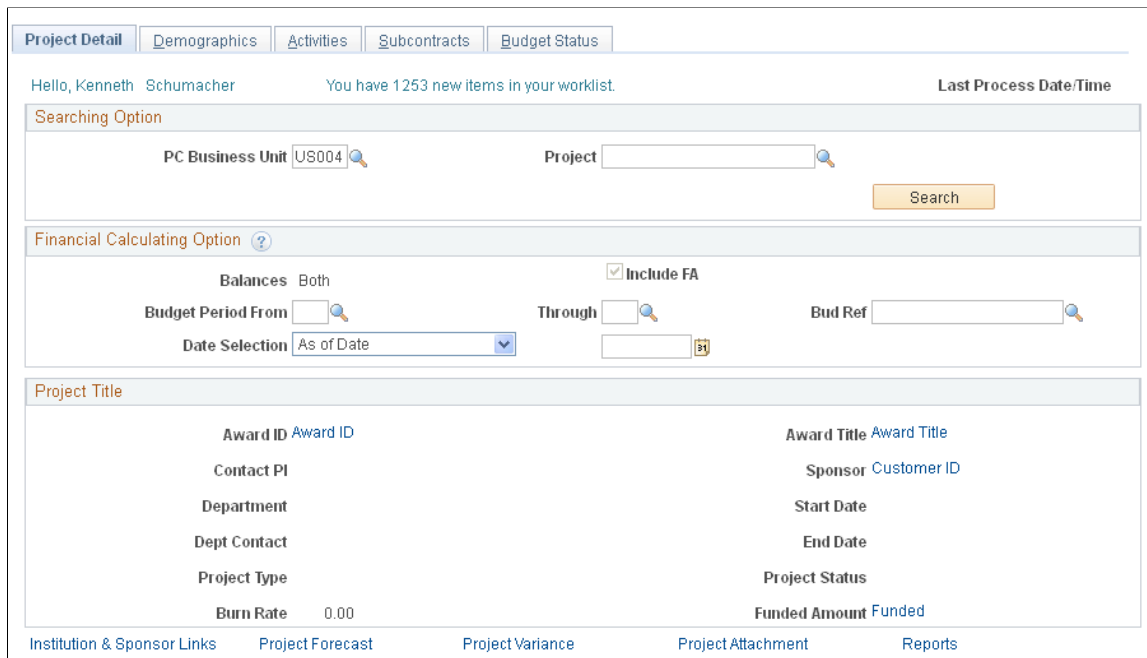 Project Detail Demographics Activities Subcontracts Budget Status
Hello, Kenneth Schumacher You have 1253 new items in your worklist. Last Process Date/Time
Searching Option
PC Business Unit US004 Project
Search
Financial Calculating Option ?
Balances Both Include FA
Budget Period From Through Bud Ref
Date Selection As of Date 31
Project Title
Award ID Award ID Award Title Award Title
Contact PI Sponsor Customer ID
Department Start Date
Dept Contact End Date
Project Type Project Status
Burn Rate 0.00 Funded Amount Funded
Institution & Sponsor Links Project Forecast Project Variance Project Attachment Reports